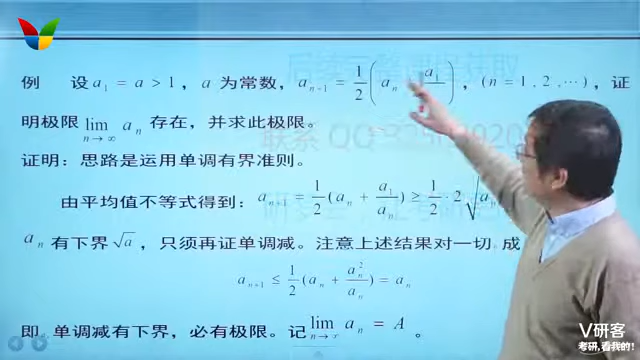 例 设 a₁ = a > 1，a 为常数，aₙ₊₁ = 1/2 (aₙ a₁)，(n = 1, 2, ⋯)，证
明极限 lim n→∞ aₙ 存在，并求此极限。
证明：思路是运用单调有界准则。
由平均值不等式得到：aₙ₊₁ = 1/2 (aₙ + a₁/aₙ) ≥ 1/2 · 2 √a
aₙ 有下界 √a，只须再证单调减。注意上述结果对一切 成
aₙ₊₁ ≤ 1/2 (aₙ + aₙ²/aₙ) = aₙ
即 单调减有下界，必有极限。记 lim n→∞ aₙ = A 。
V研客
考研，看我的！